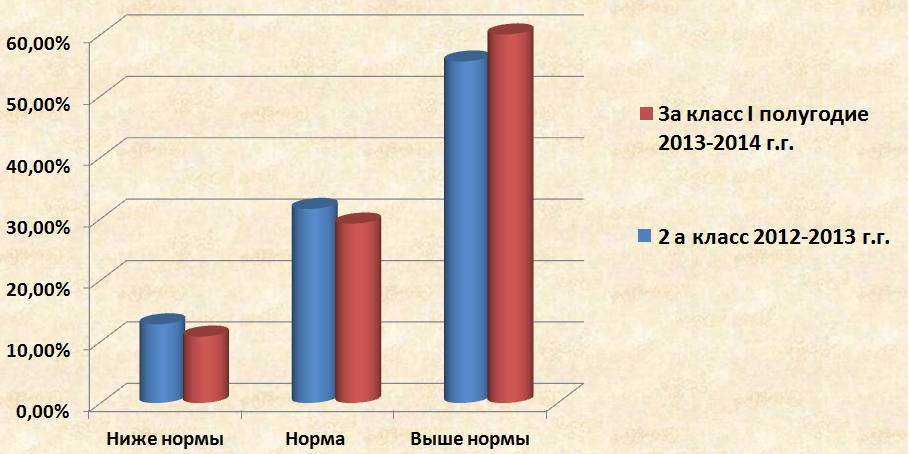 60,00%
50,00%
40,00%
30,00%
20,00%
10,00%
0,00%
Ниже нормы
Норма
Выше нормы
3а класс I полугодие
2013-2014 г.г.
2 а класс 2012-2013 г.г.